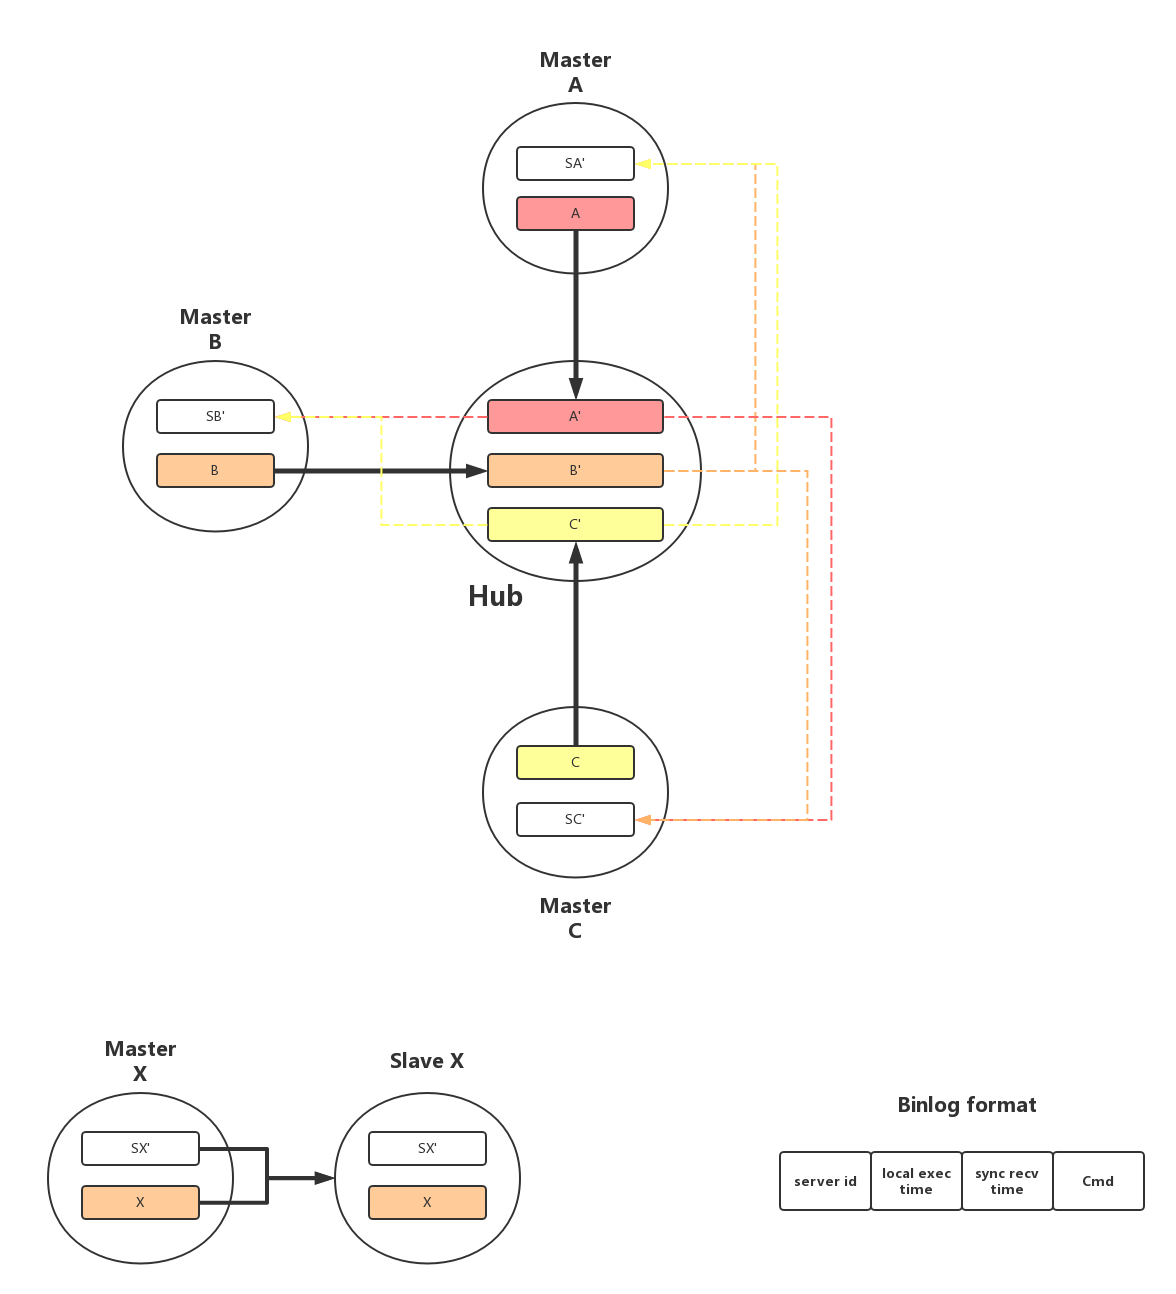 Master
A
SA'
A
Master
B
SB'
B
A'
B'
C'
Hub
C
SC'
Master
C
Master
X
SX'
X
Slave X
SX'
X
Binlog format
server id
local exec
time
sync recv
time
Cmd